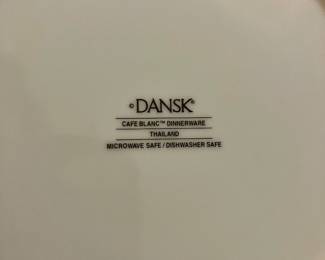 © DANSK®
CAFE BLANC™ DINNERWARE
THAILAND
MICROWAVE SAFE / DISHWASHER SAFE